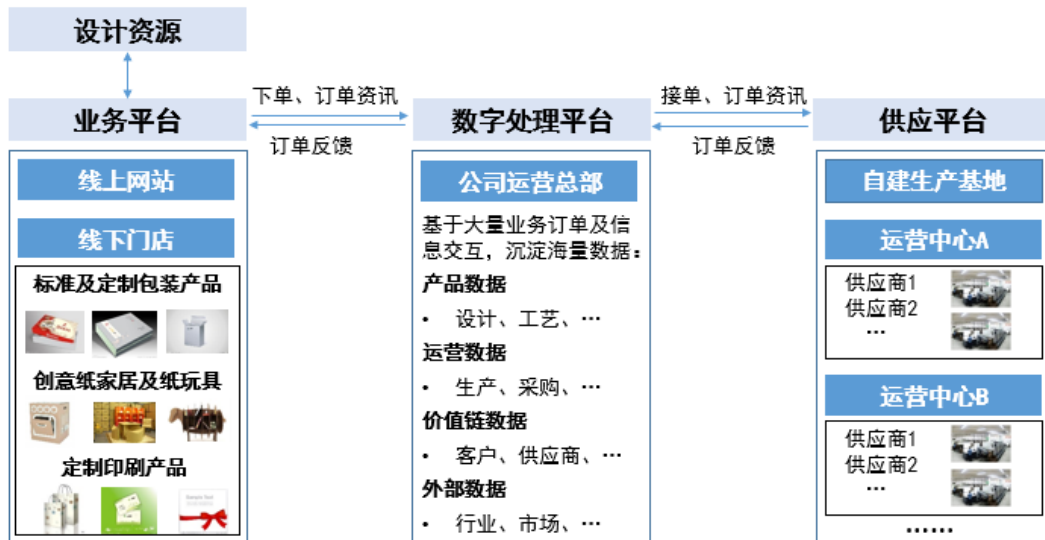 设计资源
业务平台
下单、订单资讯
订单反馈
数字处理平台
接单、订单资讯
订单反馈
供应平台
线上网站
线下门店
标准及定制包装产品
创意纸家居及纸玩具
定制印刷产品
公司运营总部
基于大量业务订单及信
息交互，沉淀海量数据：
产品数据
• 设计、工艺、…
运营数据
• 生产、采购、…
价值链数据
• 客户、供应商、…
外部数据
• 行业、市场、…
自建生产基地
运营中心A
供应商1
供应商2
…
运营中心B
供应商1
供应商2
…
……